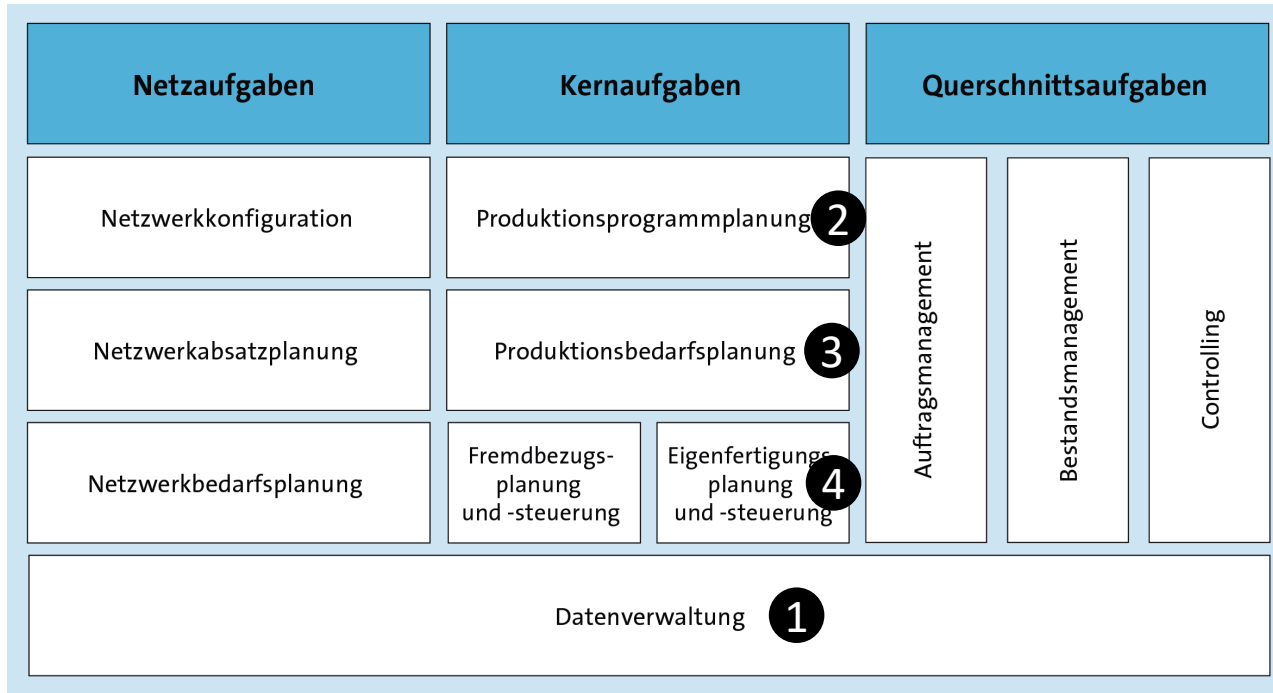 Netzaufgaben
Kernaufgaben
Querschnittsaufgaben
Netzwerkkonfiguration
Produktionsprogrammplanung
2
Netzwerkabsatzplanung
Produktionsbedarfsplanung
3
Netzwerkbedarfsplanung
Fremdbezugs-
planung
und -steuerung
Eigenfertigungs
planung
und -steuerung
4
Auftragsmanagement
Bestandsmanagement
Controlling
Datenverwaltung
1